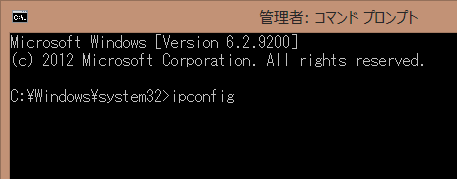 管理者: コマンド プロンプト
Microsoft Windows [Version 6.2.9200]
(c) 2012 Microsoft Corporation. All rights reserved.
C:¥Windows¥system32>ipconfig